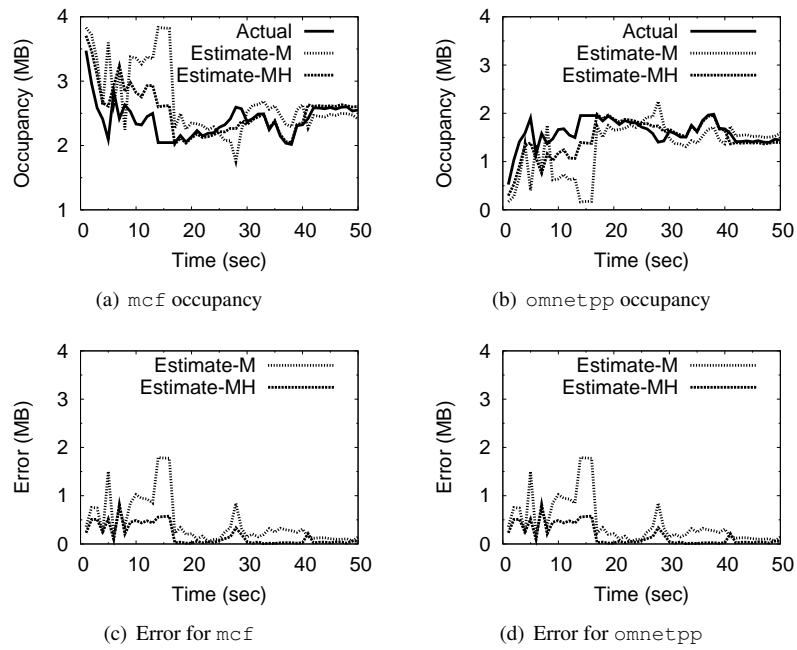 Occupancy (MB)
4
3
2
1
Actual
Estimate-M
Estimate-MH
0 10 20 30 40 50
Time (sec)
(a) mcf occupancy
Occupancy (MB)
4
3
2
1
0
Actual
Estimate-M
Estimate-MH
0 10 20 30 40 50
Time (sec)
(b) omnetpp occupancy
Error (MB)
4
3
2
1
0
Estimate-M
Estimate-MH
0 10 20 30 40 50
Time (sec)
(c) Error for mcf
Error (MB)
4
3
2
1
0
Estimate-M
Estimate-MH
0 10 20 30 40 50
Time (sec)
(d) Error for omnetpp